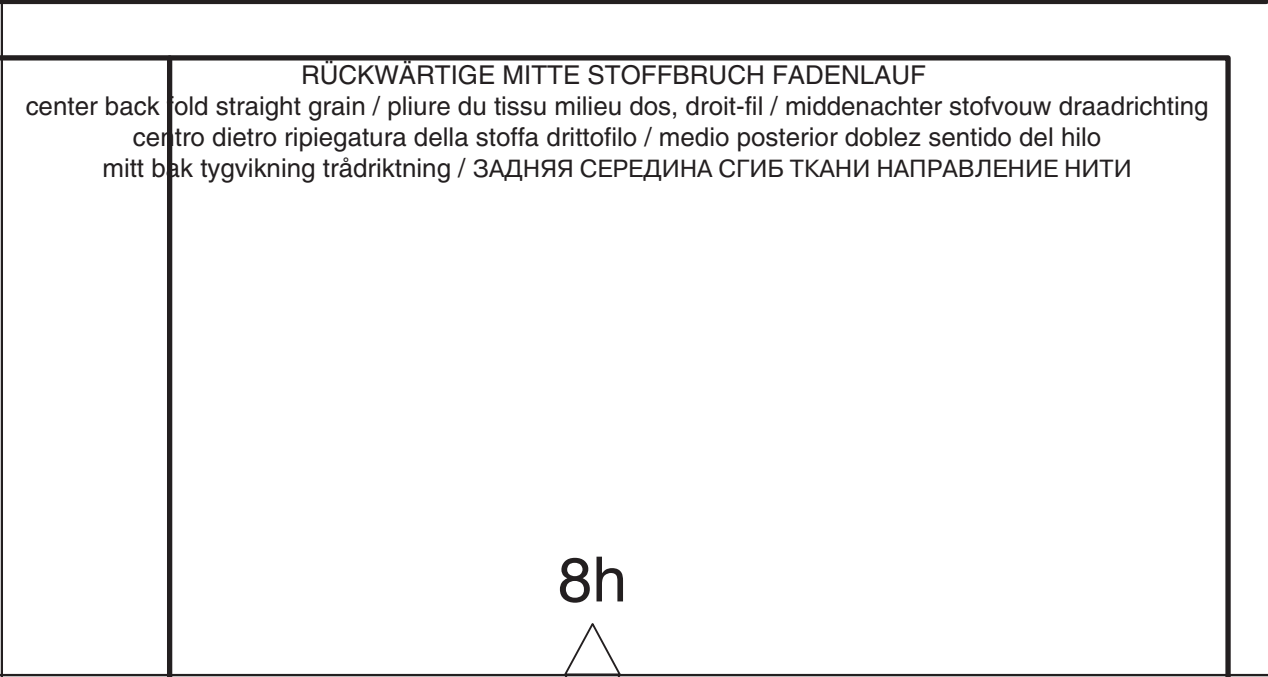 RÜCKWÄRTIGE MITTE STOFFBRUCH FADENLAUF
center back fold straight grain / pliure du tissu milieu dos, droit-fil / middenachter stofvouw draadrichting
centro dietro ripiegatura della stoffa drittofilo / medio posterior doblez sentido del hilo
mitt bak tygvikning trådriktning / ЗАДНЯЯ СЕРЕДИНА СГИБ ТКАНИ НАПРАВЛЕНИЕ НИТИ
8h